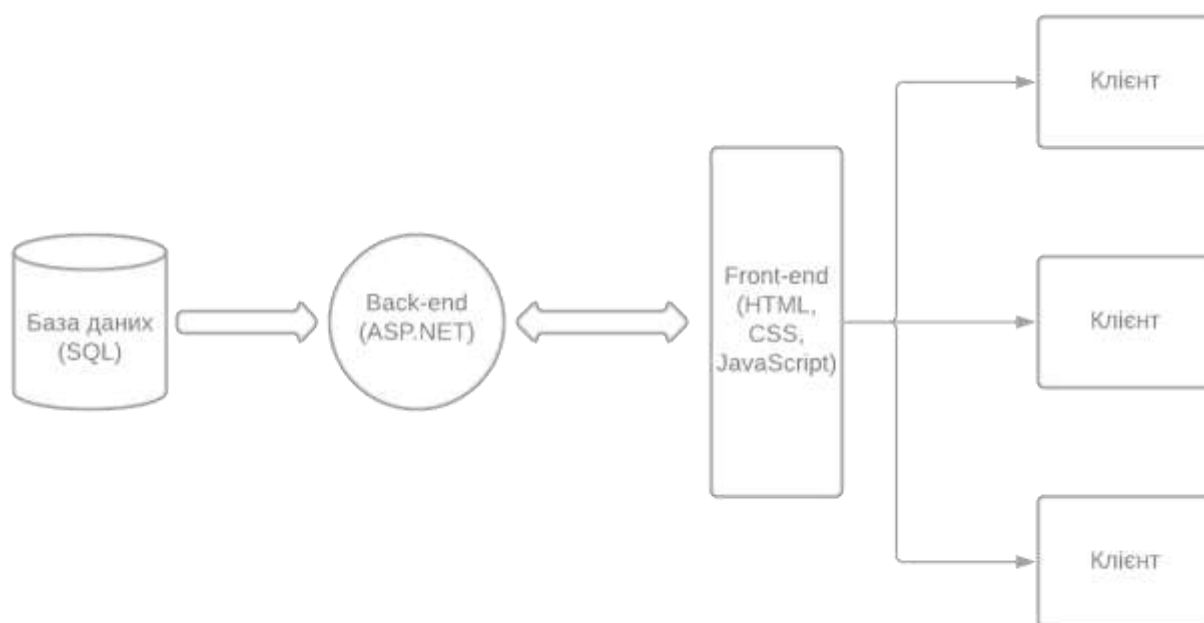 База даних
(SQL)
Back-end
(ASP.NET)
Front-end
(HTML,
CSS,
JavaScript)
Клієнт
Клієнт
Клієнт